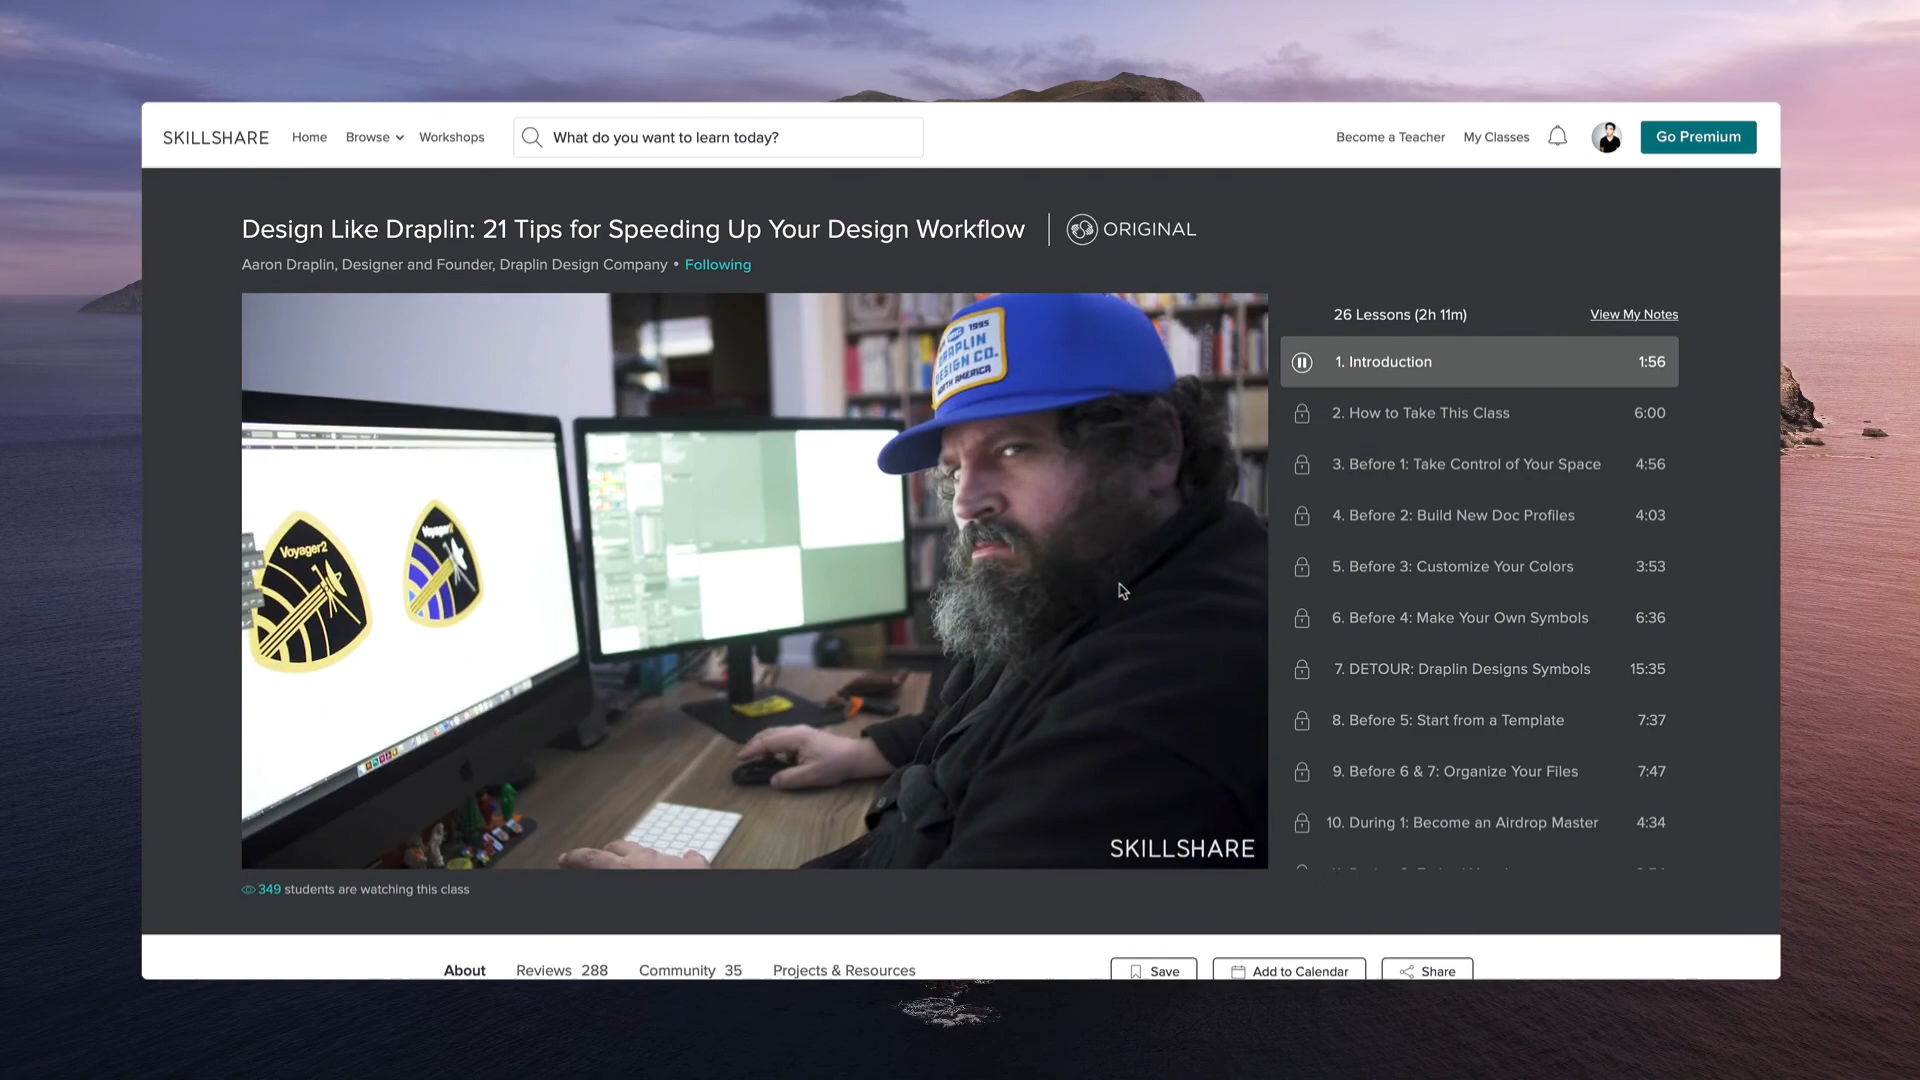 SKILLSHARE Home Browse Workshops What do you want to learn today? Become a Teacher My Classes Go Premium
Design Like Draplin: 21 Tips for Speeding Up Your Design Workflow ORIGINAL
Aaron Draplin, Designer and Founder, Draplin Design Company • Following
1995
DRAPLIN
DESIGN CO.
NORTH AMERICA
Voyager2
Voyager2
SKILLSHARE
26 Lessons (2h 11m) View My Notes
1. Introduction 1:56
2. How to Take This Class 6:00
3. Before 1: Take Control of Your Space 4:56
4. Before 2: Build New Doc Profiles 4:03
5. Before 3: Customize Your Colors 3:53
6. Before 4: Make Your Own Symbols 6:36
7. DETOUR: Draplin Designs Symbols 15:35
8. Before 5: Start from a Template 7:37
9. Before 6 & 7: Organize Your Files 7:47
10. During 1: Become an Airdrop Master 4:34
349 students are watching this class
About Reviews 288 Community 35 Projects & Resources Save Add to Calendar Share